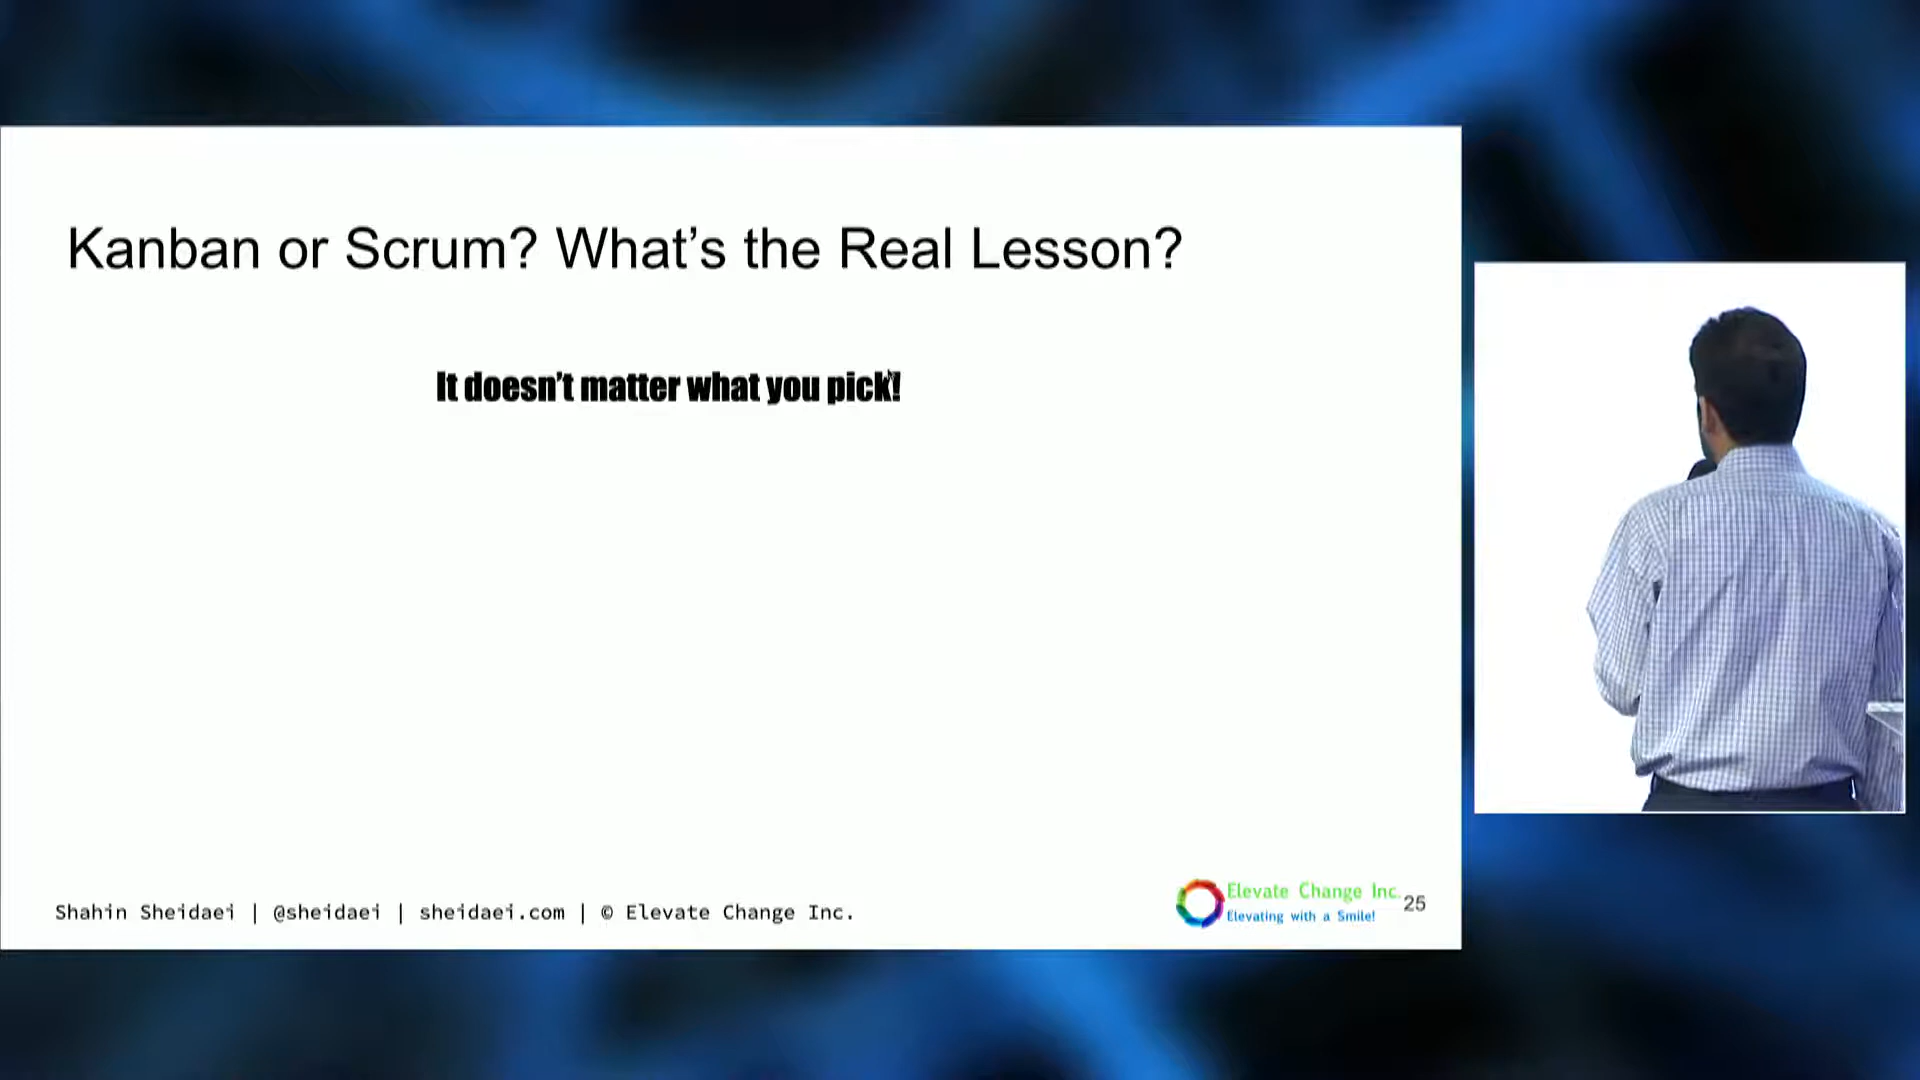 Kanban or Scrum? What’s the Real Lesson?
It doesn’t matter what you pick!
Shahin Sheidaei | @sheidaei | sheidaei.com | © Elevate Change Inc.
Elevate Change Inc.
Elevating with a Smile!
25